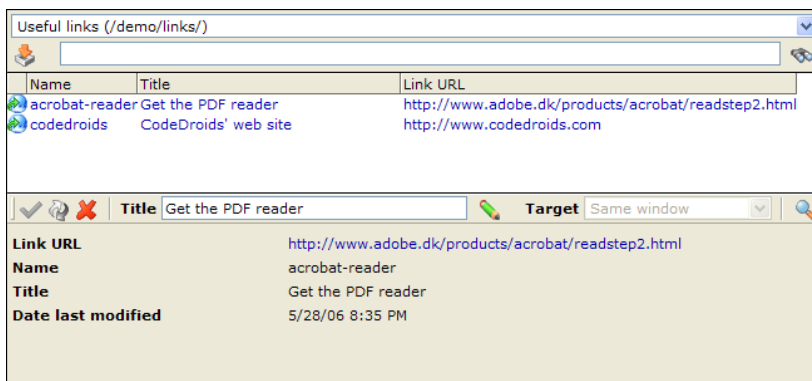 Useful links (/demo/links/)
Name Title Link URL
acrobat-reader Get the PDF reader http://www.adobe.dk/products/acrobat/readstep2.html
codedroids CodeDroids' web site http://www.codedroids.com
Title Get the PDF reader Target Same window
Link URL http://www.adobe.dk/products/acrobat/readstep2.html
Name acrobat-reader
Title Get the PDF reader
Date last modified 5/28/06 8:35 PM